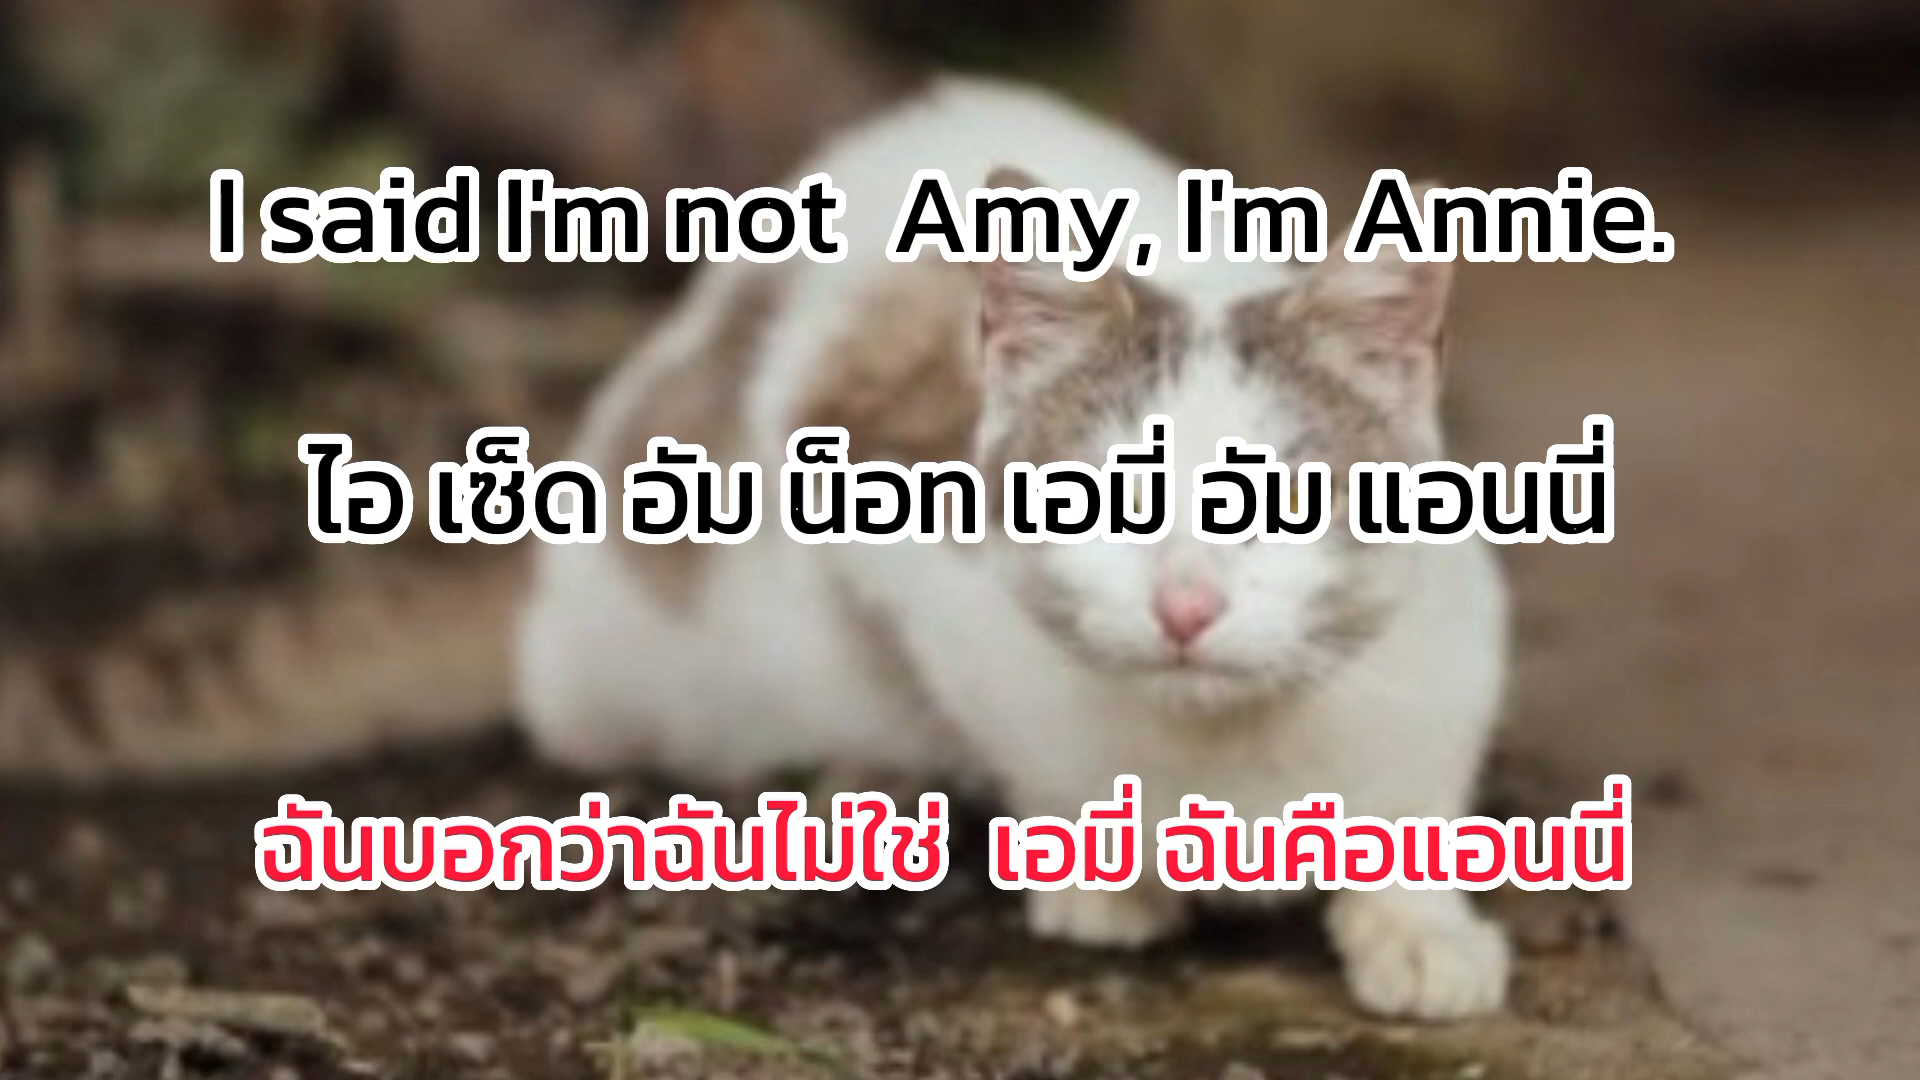 I said I'm not  Amy, I'm Annie.
ไอ เซ็ด อัม น็อท เอมี่ อัม แอนนี่
ฉันบอกว่าฉันไม่ใช่  เอมี่ ฉันคือแอนนี่